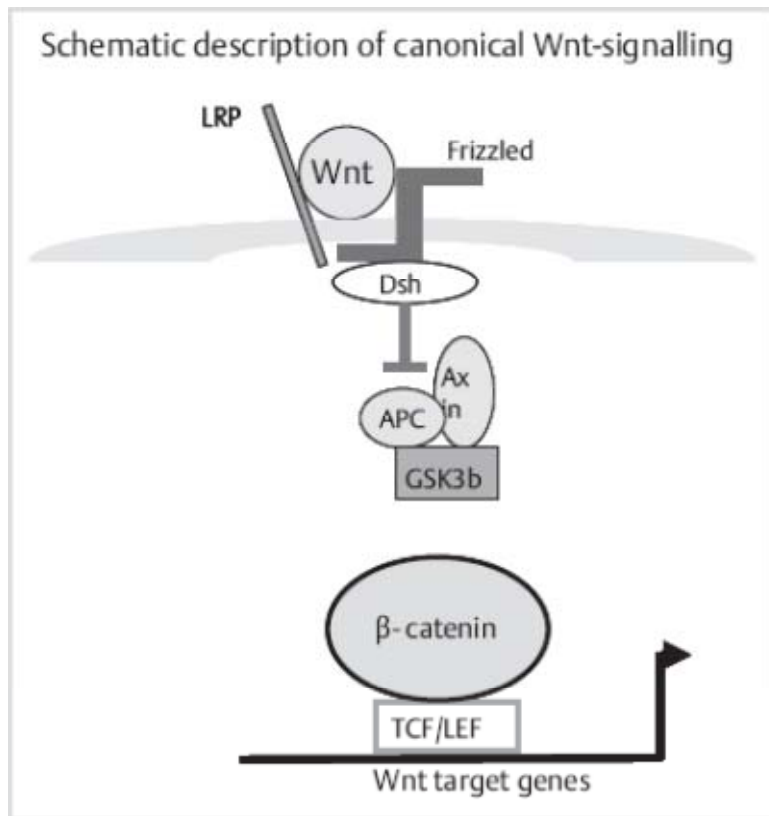 Schematic description of canonical Wnt-signalling
LRP
Wnt
Frizzled
Dsh
Ax
in
APC
GSK3b
β-catenin
TCF/LEF
Wnt target genes